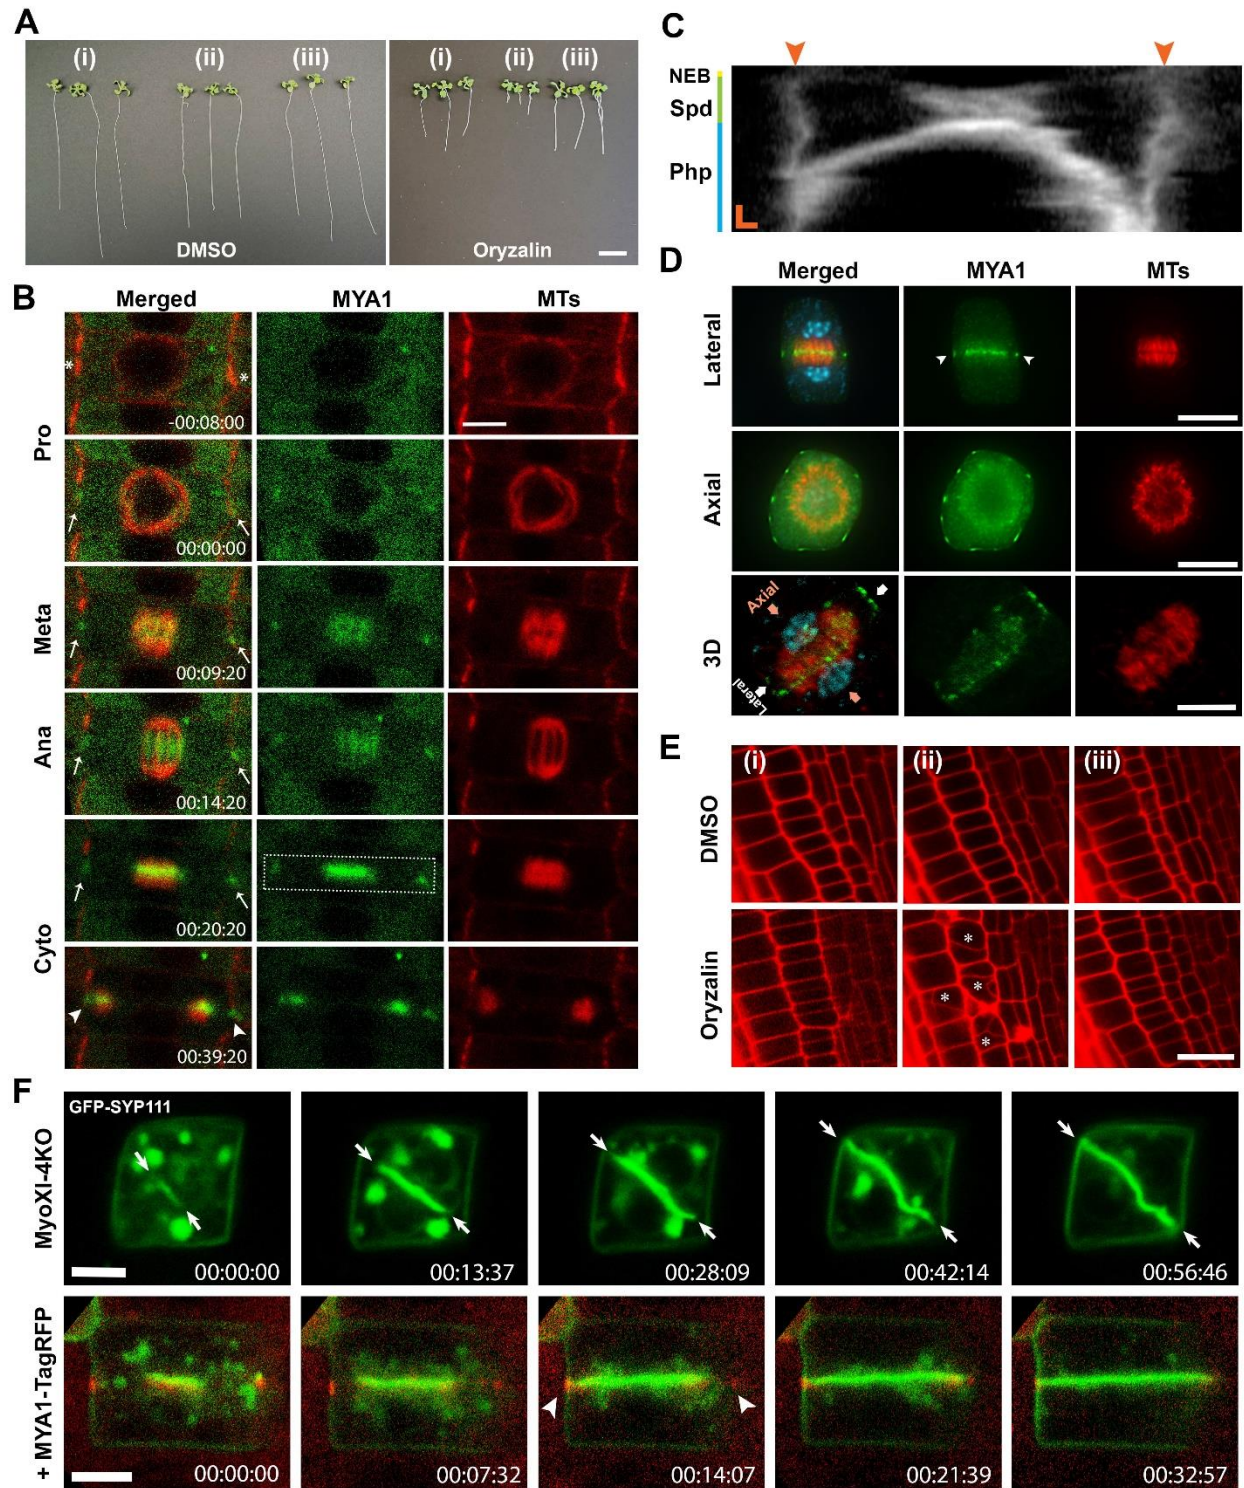 A
(i) (ii) (iii) (i) (ii) (iii)
DMSO Oryzalin
C
NEB
Spd
Php
B
Merged MYA1 MTs
Pro
* *
-00:08:00
00:00:00
Meta
00:09:20
Ana
00:14:20
Cyto
00:20:20
00:39:20
D
Merged MYA1 MTs
Lateral
Axial
3D
Axial
Lateral
E
(i) (ii) (iii)
DMSO
Oryzalin
* * * *
F
GFP-SYP111
MyoXI-4KO
00:00:00 00:13:37 00:28:09 00:42:14 00:56:46
+ MYA1-TagRFP
00:00:00 00:07:32 00:14:07 00:21:39 00:32:57